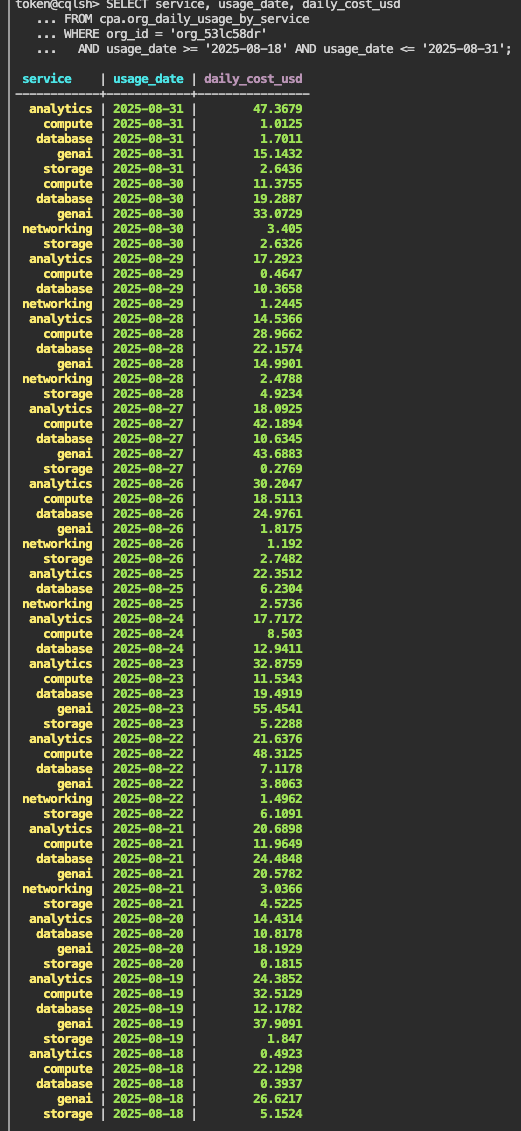 token@cqlsh> SELECT service, usage_date, daily_cost_usd
   ... FROM cpa.org_daily_usage_by_service
   ... WHERE org_id = 'org_53lc58dr'
   ...   AND usage_date >= '2025-08-18' AND usage_date <= '2025-08-31';
service | usage_date | daily_cost_usd
------------+------------+----------------
analytics | 2025-08-31 | 47.3679
compute | 2025-08-31 | 1.0125
database | 2025-08-31 | 1.7011
genai | 2025-08-31 | 15.1432
storage | 2025-08-31 | 2.6436
compute | 2025-08-30 | 11.3755
database | 2025-08-30 | 19.2887
genai | 2025-08-30 | 33.0729
networking | 2025-08-30 | 3.405
storage | 2025-08-30 | 2.6326
analytics | 2025-08-29 | 17.2923
compute | 2025-08-29 | 0.4647
database | 2025-08-29 | 10.3658
networking | 2025-08-29 | 1.2445
analytics | 2025-08-28 | 14.5366
compute | 2025-08-28 | 28.9662
database | 2025-08-28 | 22.1574
genai | 2025-08-28 | 14.9901
networking | 2025-08-28 | 2.4788
storage | 2025-08-28 | 4.9234
analytics | 2025-08-27 | 18.0925
compute | 2025-08-27 | 42.1894
database | 2025-08-27 | 10.6345
genai | 2025-08-27 | 43.6883
storage | 2025-08-27 | 0.2769
analytics | 2025-08-26 | 30.2047
compute | 2025-08-26 | 18.5113
database | 2025-08-26 | 24.9761
genai | 2025-08-26 | 1.8175
networking | 2025-08-26 | 1.192
storage | 2025-08-26 | 2.7482
analytics | 2025-08-25 | 22.3512
database | 2025-08-25 | 6.2304
networking | 2025-08-25 | 2.5736
analytics | 2025-08-24 | 17.7172
compute | 2025-08-24 | 8.503
database | 2025-08-24 | 12.9411
analytics | 2025-08-23 | 32.8759
compute | 2025-08-23 | 11.5343
database | 2025-08-23 | 19.4919
genai | 2025-08-23 | 55.4541
storage | 2025-08-23 | 5.2288
analytics | 2025-08-22 | 21.6376
compute | 2025-08-22 | 48.3125
database | 2025-08-22 | 7.1178
genai | 2025-08-22 | 3.8063
networking | 2025-08-22 | 1.4962
storage | 2025-08-22 | 6.1091
analytics | 2025-08-21 | 20.6898
compute | 2025-08-21 | 11.9649
database | 2025-08-21 | 24.4848
genai | 2025-08-21 | 20.5782
networking | 2025-08-21 | 3.0366
storage | 2025-08-21 | 4.5225
analytics | 2025-08-20 | 14.4314
database | 2025-08-20 | 10.8178
genai | 2025-08-20 | 18.1929
storage | 2025-08-20 | 0.1815
analytics | 2025-08-19 | 24.3852
compute | 2025-08-19 | 32.5129
database | 2025-08-19 | 12.1782
genai | 2025-08-19 | 37.9091
storage | 2025-08-19 | 1.847
analytics | 2025-08-18 | 0.4923
compute | 2025-08-18 | 22.1298
database | 2025-08-18 | 0.3937
genai | 2025-08-18 | 26.6217
storage | 2025-08-18 | 5.1524